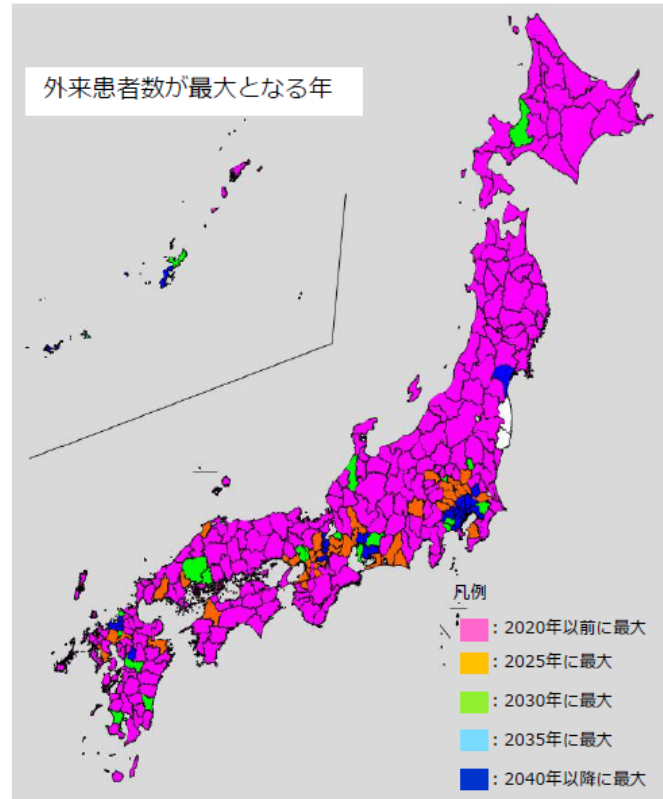 外来患者数が最大となる年
凡例
：2020年以前に最大
：2025年に最大
：2030年に最大
：2035年に最大
：2040年以降に最大